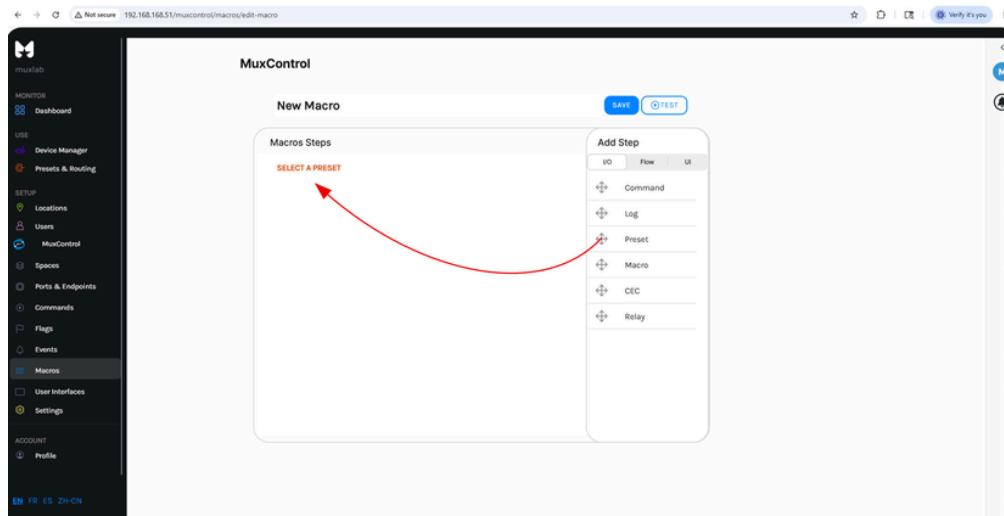 Not secure 192.168.168.51/muxcontrol/macros/edit-macro
Verify it's you
muxlab
MONITOR
Dashboard
USE
Device Manager
Presets & Routing
SETUP
Locations
Users
MuxControl
Spaces
Ports & Endpoints
Commands
Flags
Events
Macros
User Interfaces
Settings
ACCOUNT
Profile
EN FR ES ZH-CN
MuxControl
New Macro
SAVE TEST
Macros Steps
SELECT A PRESET
Add Step
I/O Flow UI
Command
Log
Preset
Macro
CEC
Relay
M